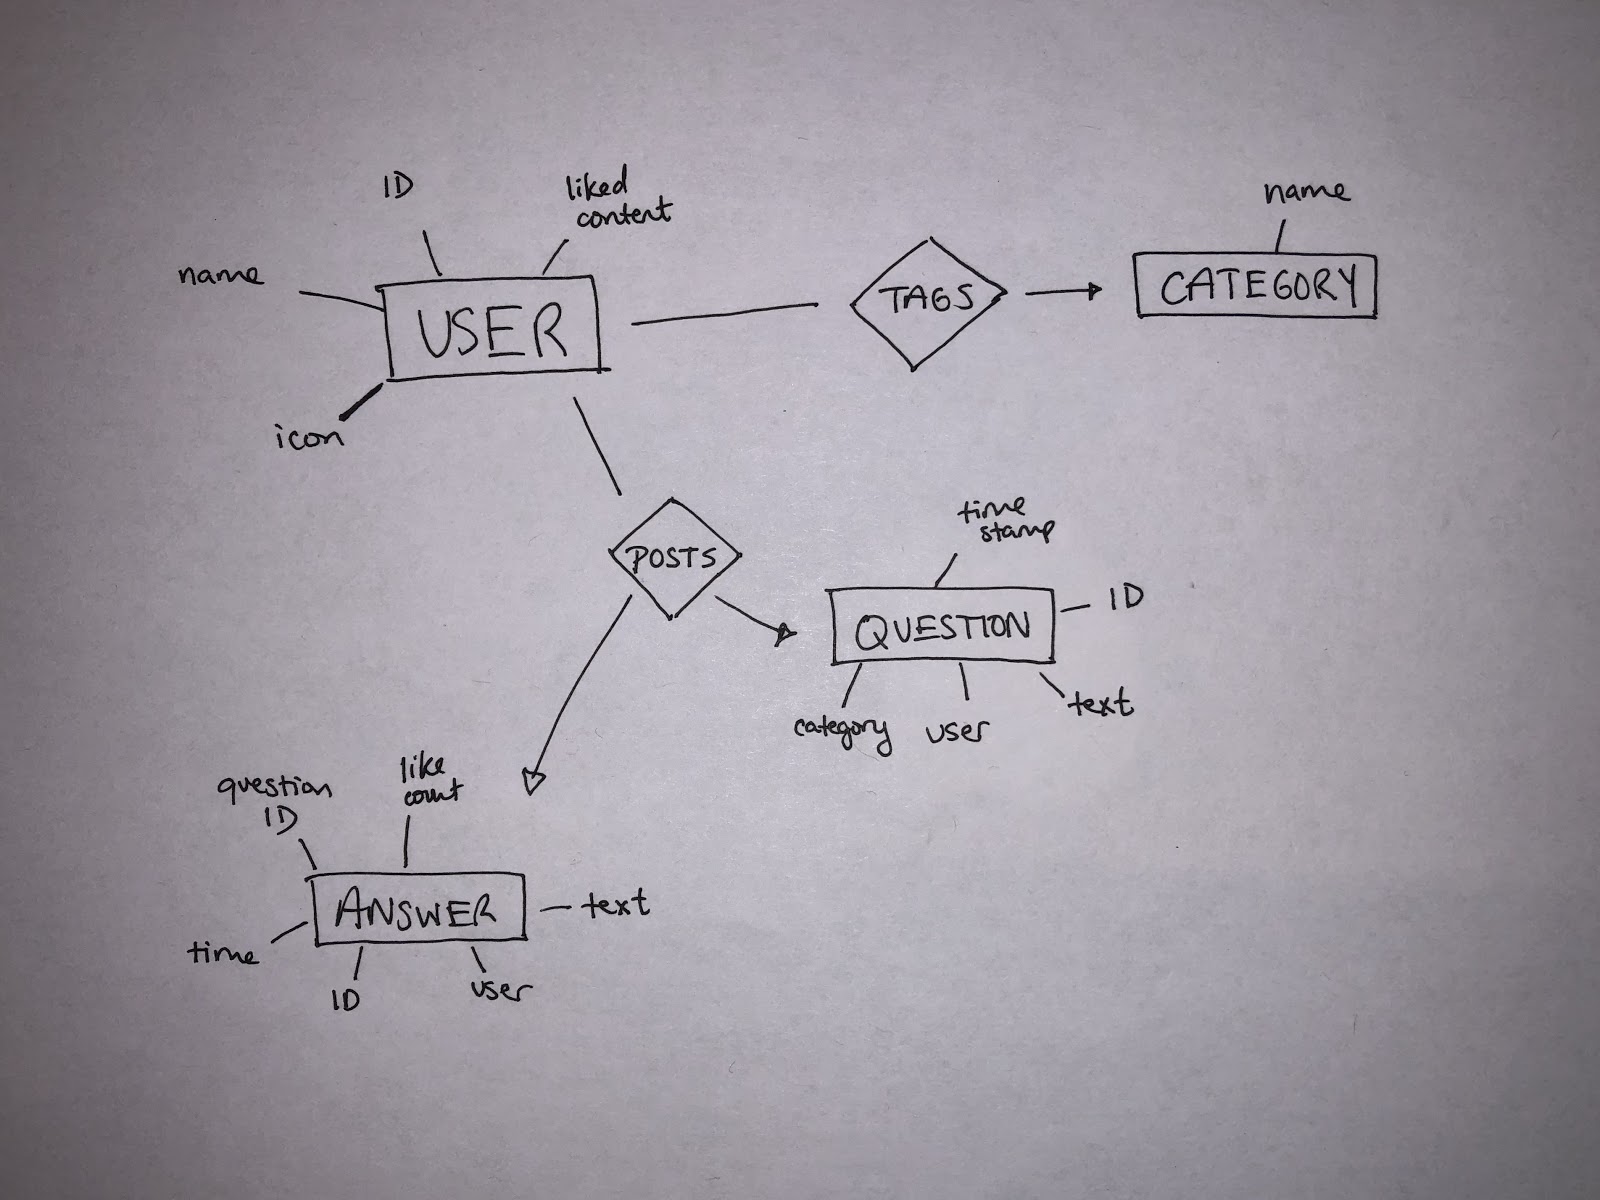 ID
liked
content
name
USER
icon
TAGS
name
CATEGORY
POSTS
time
stamp
QUESTION
ID
category
user
text
question
ID
like
count
ANSWER
text
time
ID
user